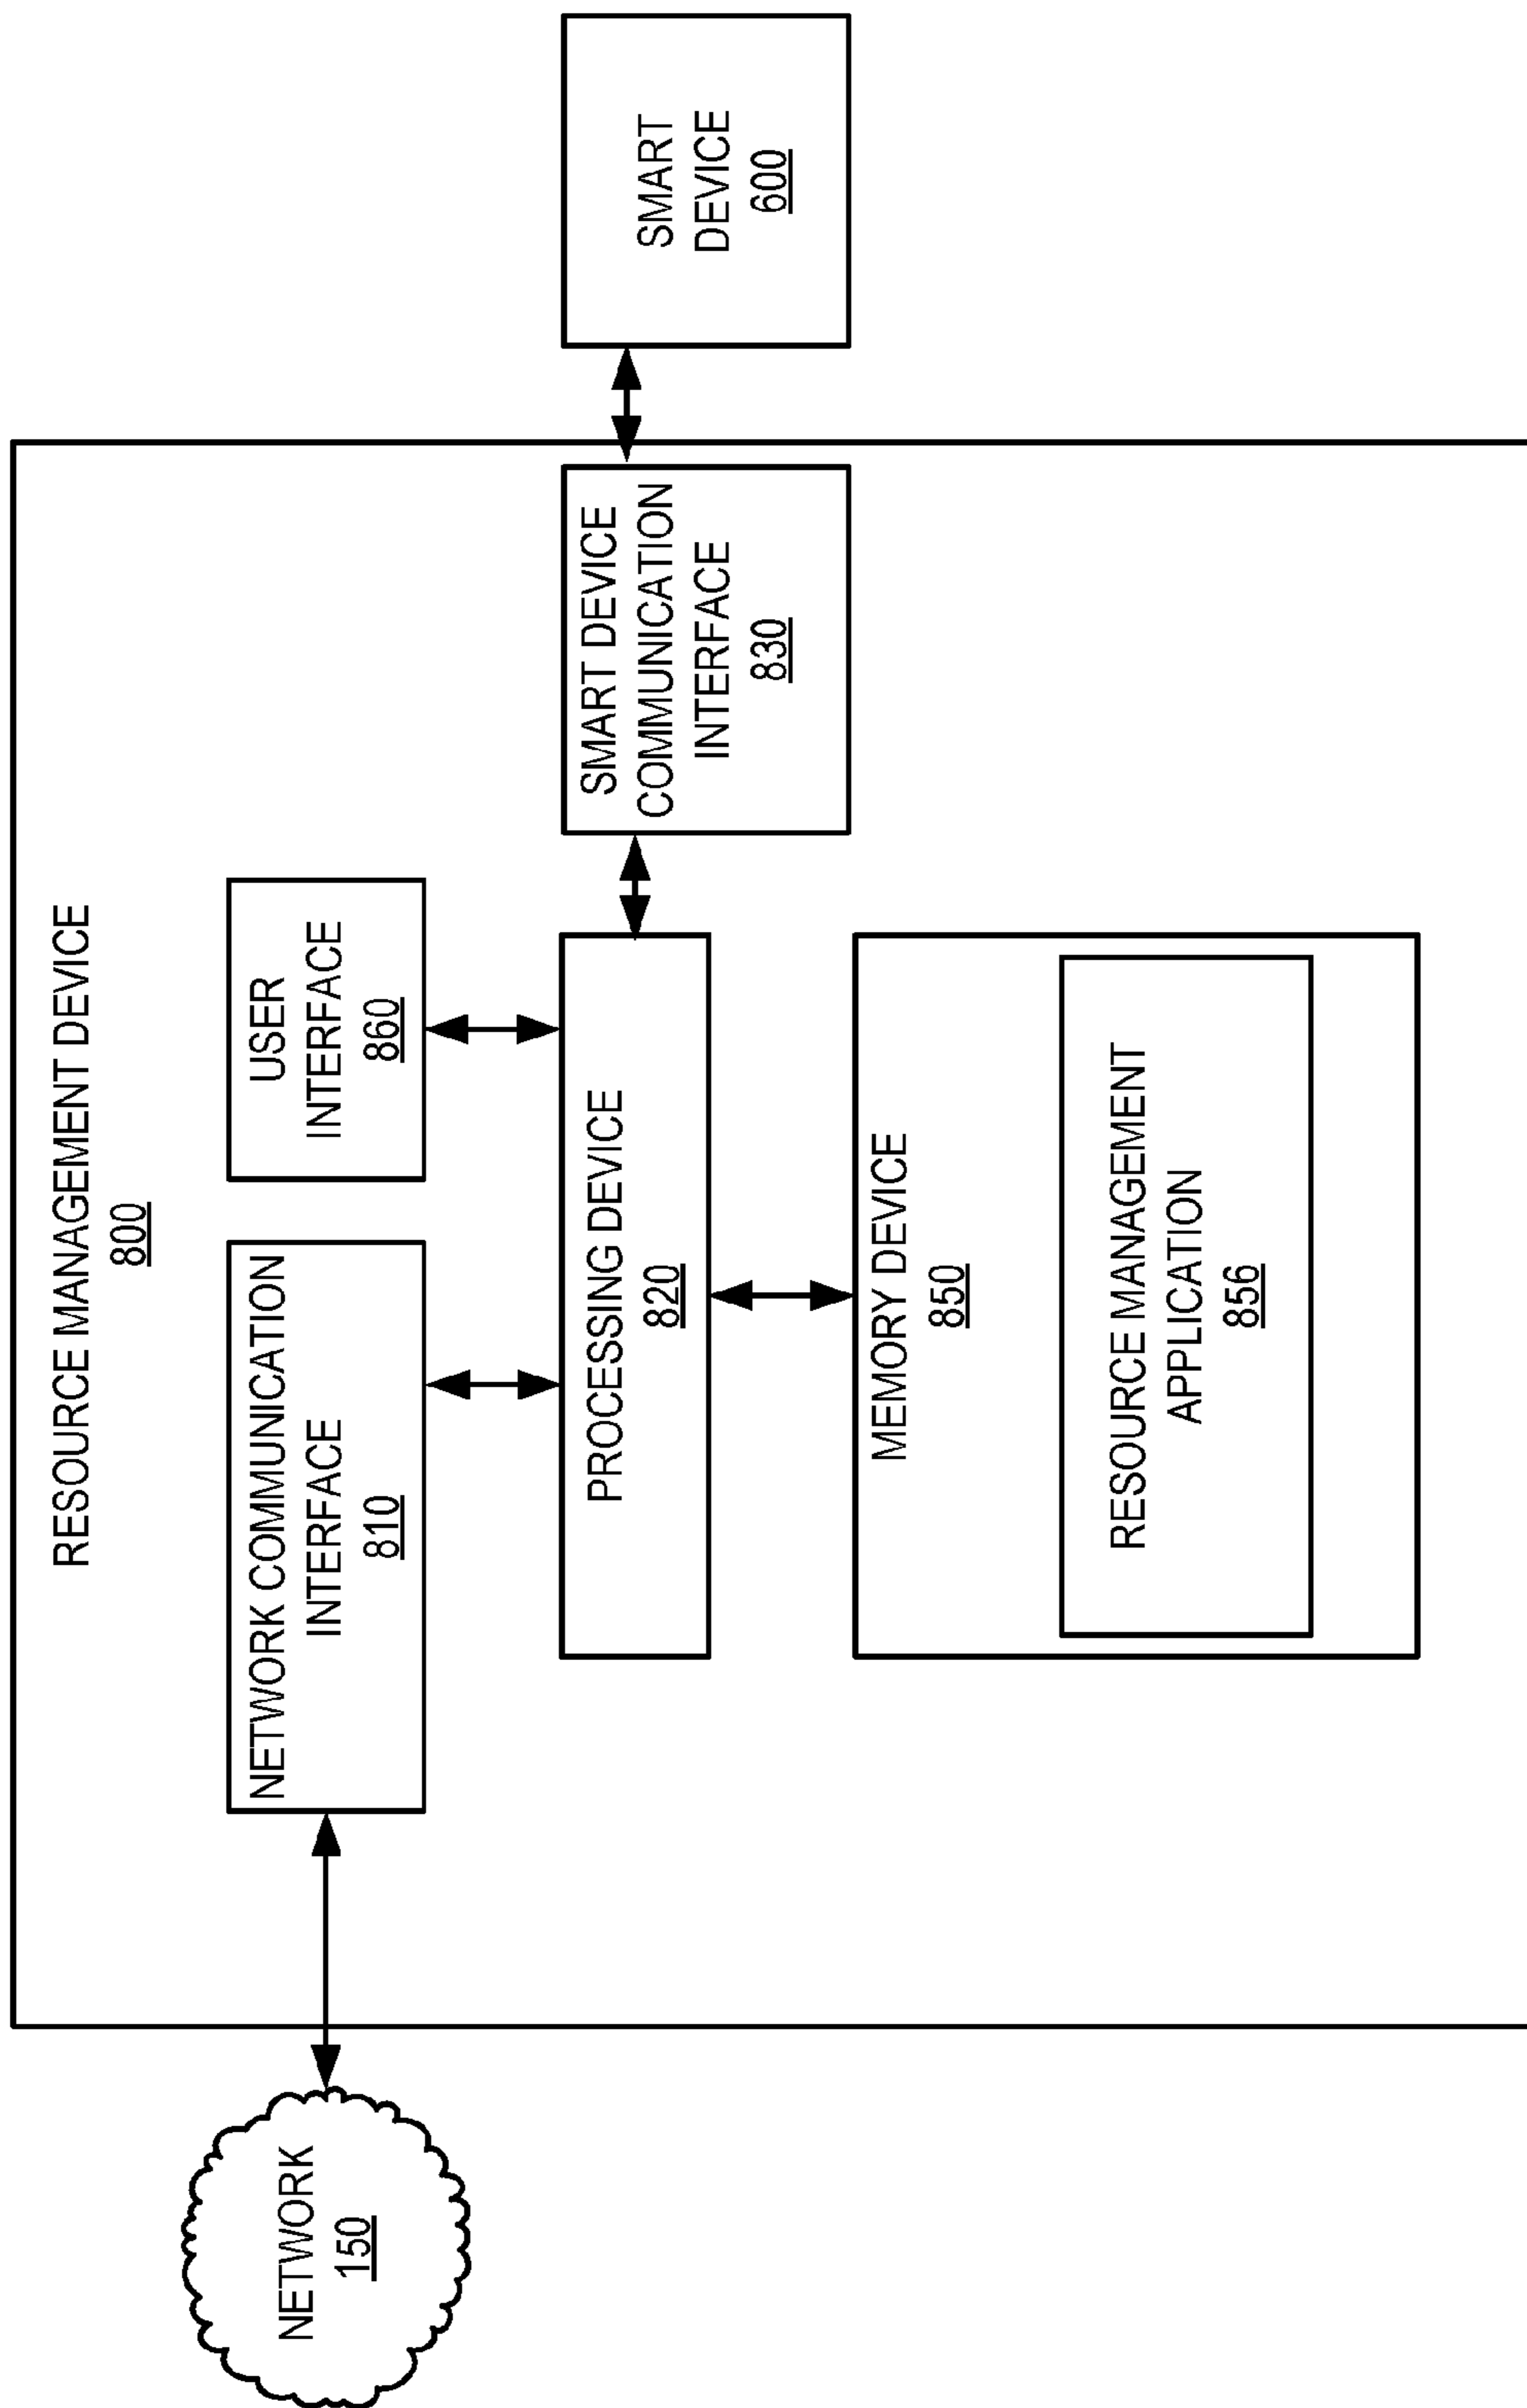 RESOURCE MANAGEMENT DEVICE
800
NETWORK COMMUNICATION
INTERFACE
810
USER
INTERFACE
860
NETWORK
150
PROCESSING DEVICE
820
SMART DEVICE
COMMUNICATION
INTERFACE
830
SMART
DEVICE
600
MEMORY DEVICE
850
RESOURCE MANAGEMENT
APPLICATION
856